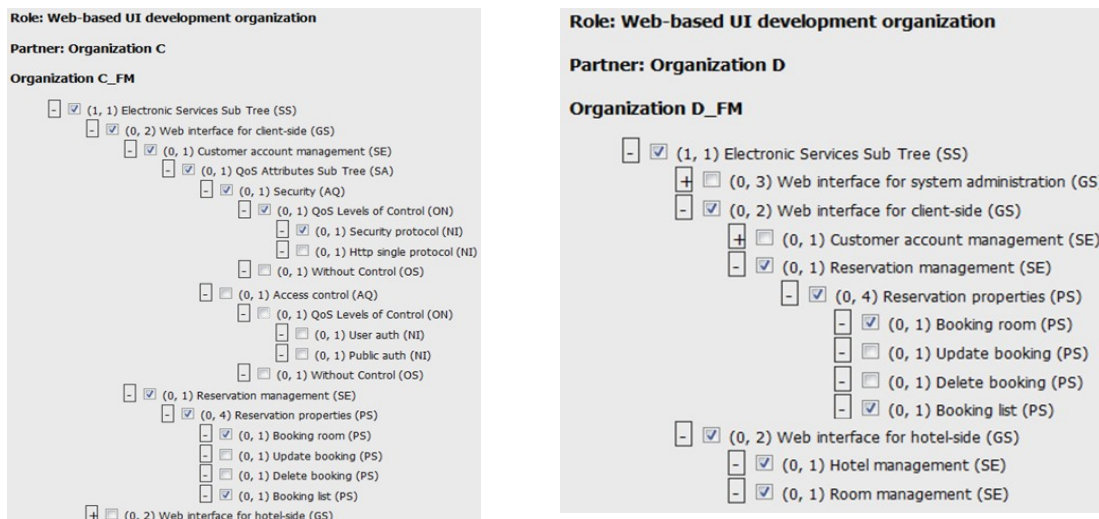 Role: Web-based UI development organization
Partner: Organization C
Organization C_FM
- (1, 1) Electronic Services Sub Tree (SS)
- (0, 2) Web interface for client-side (GS)
- (0, 1) Customer account management (SE)
- (0, 1) QoS Attributes Sub Tree (SA)
- (0, 1) Security (AQ)
- (0, 1) QoS Levels of Control (ON)
- (0, 1) Security protocol (NI)
- (0, 1) Http single protocol (NI)
- (0, 1) Without Control (OS)
- (0, 1) Access control (AQ)
- (0, 1) QoS Levels of Control (ON)
- (0, 1) User auth (NI)
- (0, 1) Public auth (NI)
- (0, 1) Without Control (OS)
- (0, 1) Reservation management (SE)
- (0, 4) Reservation properties (PS)
- (0, 1) Booking room (PS)
- (0, 1) Update booking (PS)
- (0, 1) Delete booking (PS)
- (0, 1) Booking list (PS)
+ (0, 2) Web interface for hotel-side (GS)
Role: Web-based UI development organization
Partner: Organization D
Organization D_FM
- (1, 1) Electronic Services Sub Tree (SS)
+ (0, 3) Web interface for system administration (GS
- (0, 2) Web interface for client-side (GS)
+ (0, 1) Customer account management (SE)
- (0, 1) Reservation management (SE)
- (0, 4) Reservation properties (PS)
- (0, 1) Booking room (PS)
- (0, 1) Update booking (PS)
- (0, 1) Delete booking (PS)
- (0, 1) Booking list (PS)
- (0, 2) Web interface for hotel-side (GS)
- (0, 1) Hotel management (SE)
- (0, 1) Room management (SE)